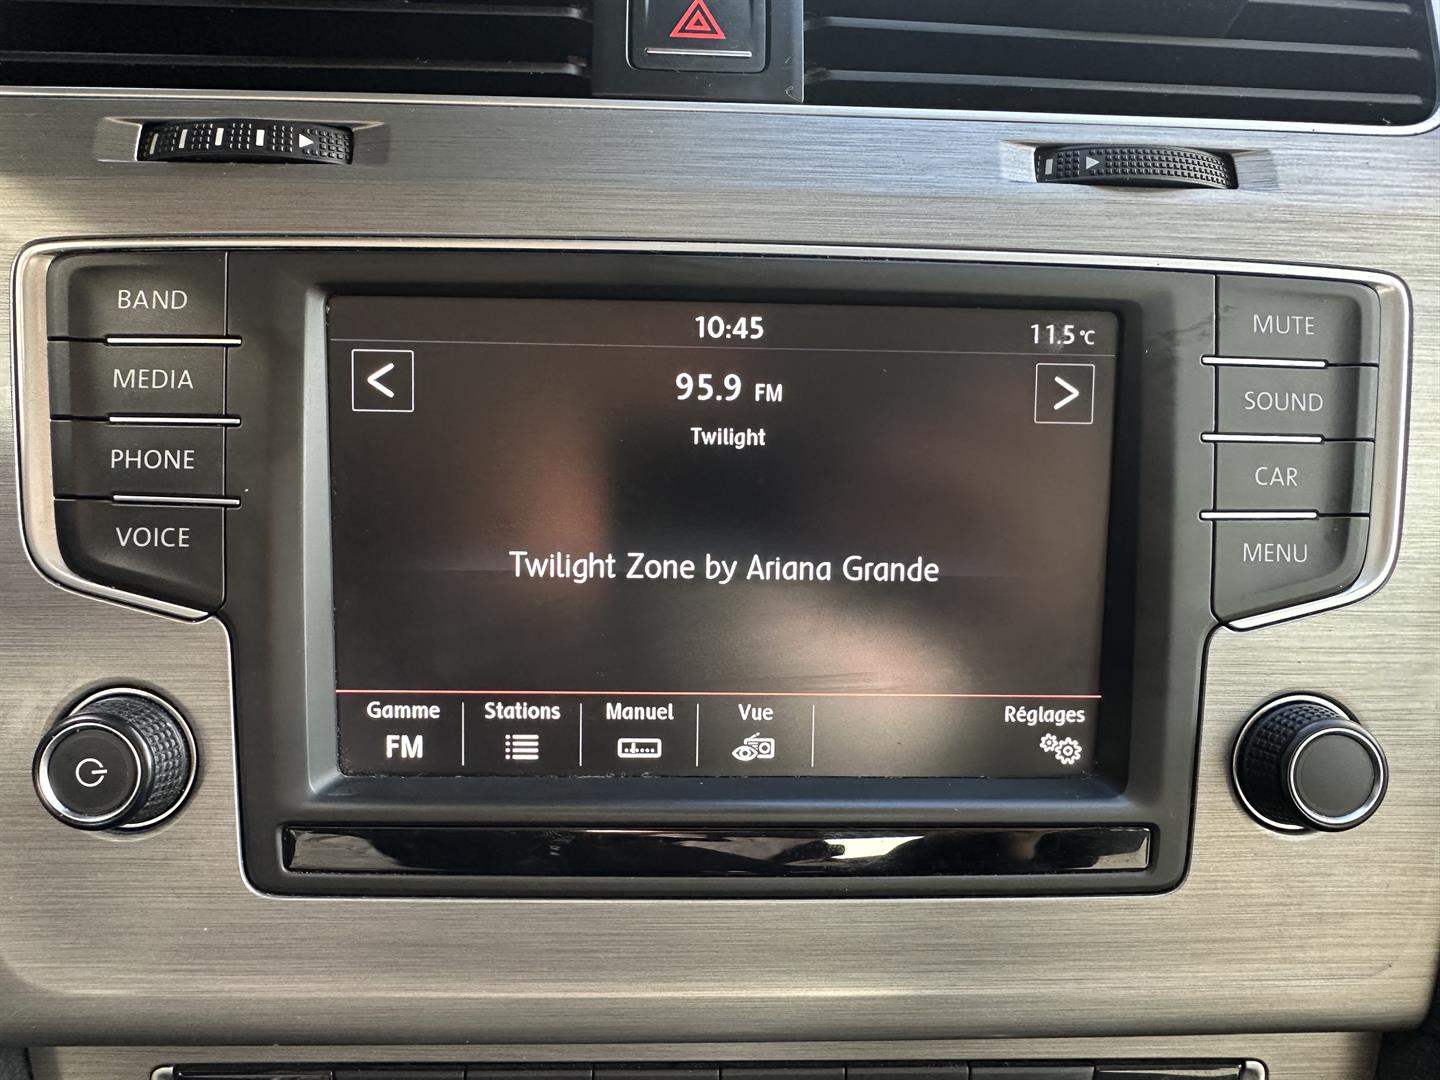 BAND
MEDIA
PHONE
VOICE
10:45
11.5 °C
<
95.9 FM
>
Twilight
Twilight Zone by Ariana Grande
Gamme
FM
Stations
Manuel
Vue
Réglages
MUTE
SOUND
CAR
MENU